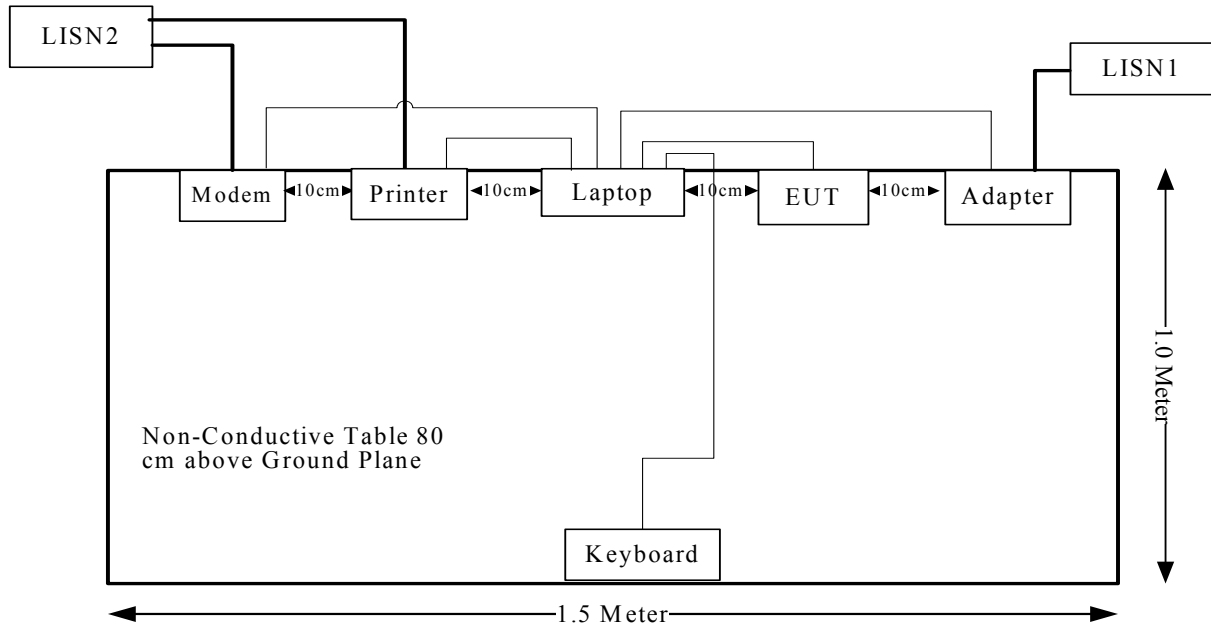 LISN2
LISN1
Modem
10cm
Printer
10cm
Laptop
10cm
EUT
10cm
Adapter
1.0 Meter
Non-Conductive Table 80
cm above Ground Plane
Keyboard
1.5 Meter